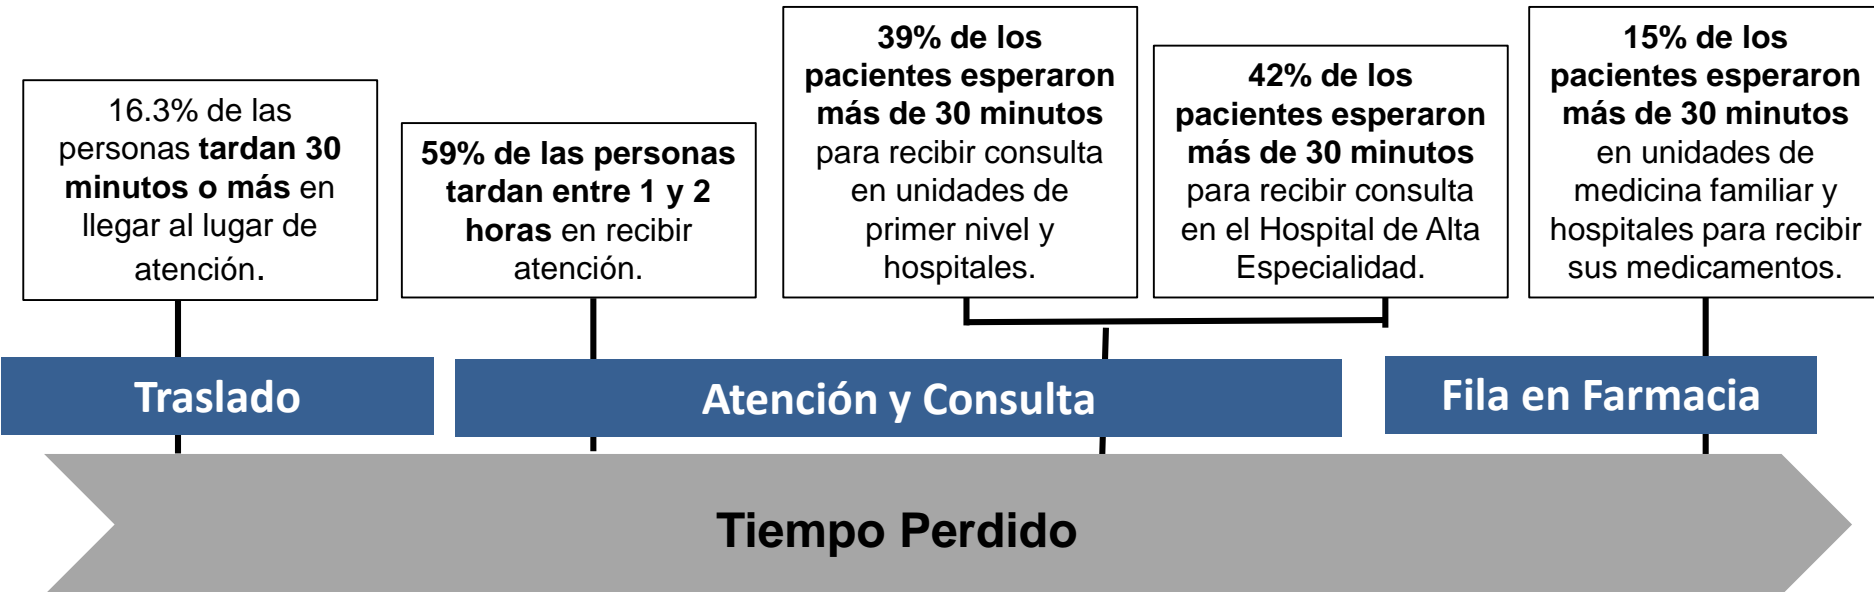 16.3% de las
personas tardan 30
minutos o más en
llegar al lugar de
atención.
59% de las personas
tardan entre 1 y 2
horas en recibir
atención.
39% de los
pacientes esperaron
más de 30 minutos
para recibir consulta
en unidades de
primer nivel y
hospitales.
42% de los
pacientes esperaron
más de 30 minutos
para recibir consulta
en el Hospital de Alta
Especialidad.
15% de los
pacientes esperaron
más de 30 minutos
en unidades de
medicina familiar y
hospitales para recibir
sus medicamentos.
Traslado
Atención y Consulta
Fila en Farmacia
Tiempo Perdido